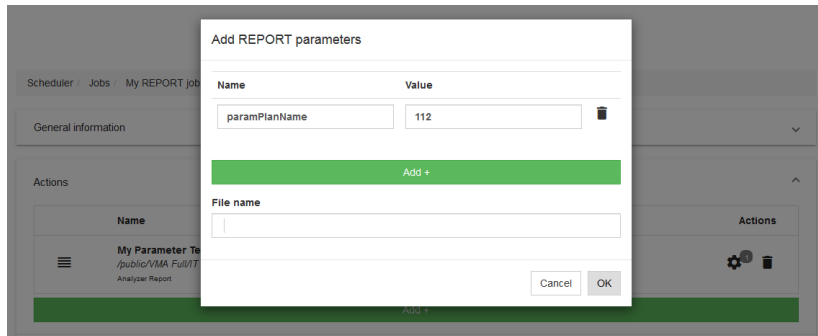 Add REPORT parameters
Scheduler / Jobs / My REPORT job
Name Value
paramPlanName 112
General information
Add +
Actions
File name
Name Actions
My Parameter Te
/public/VMA Full/IT
1
Analyzer Report
Cancel OK
Add +